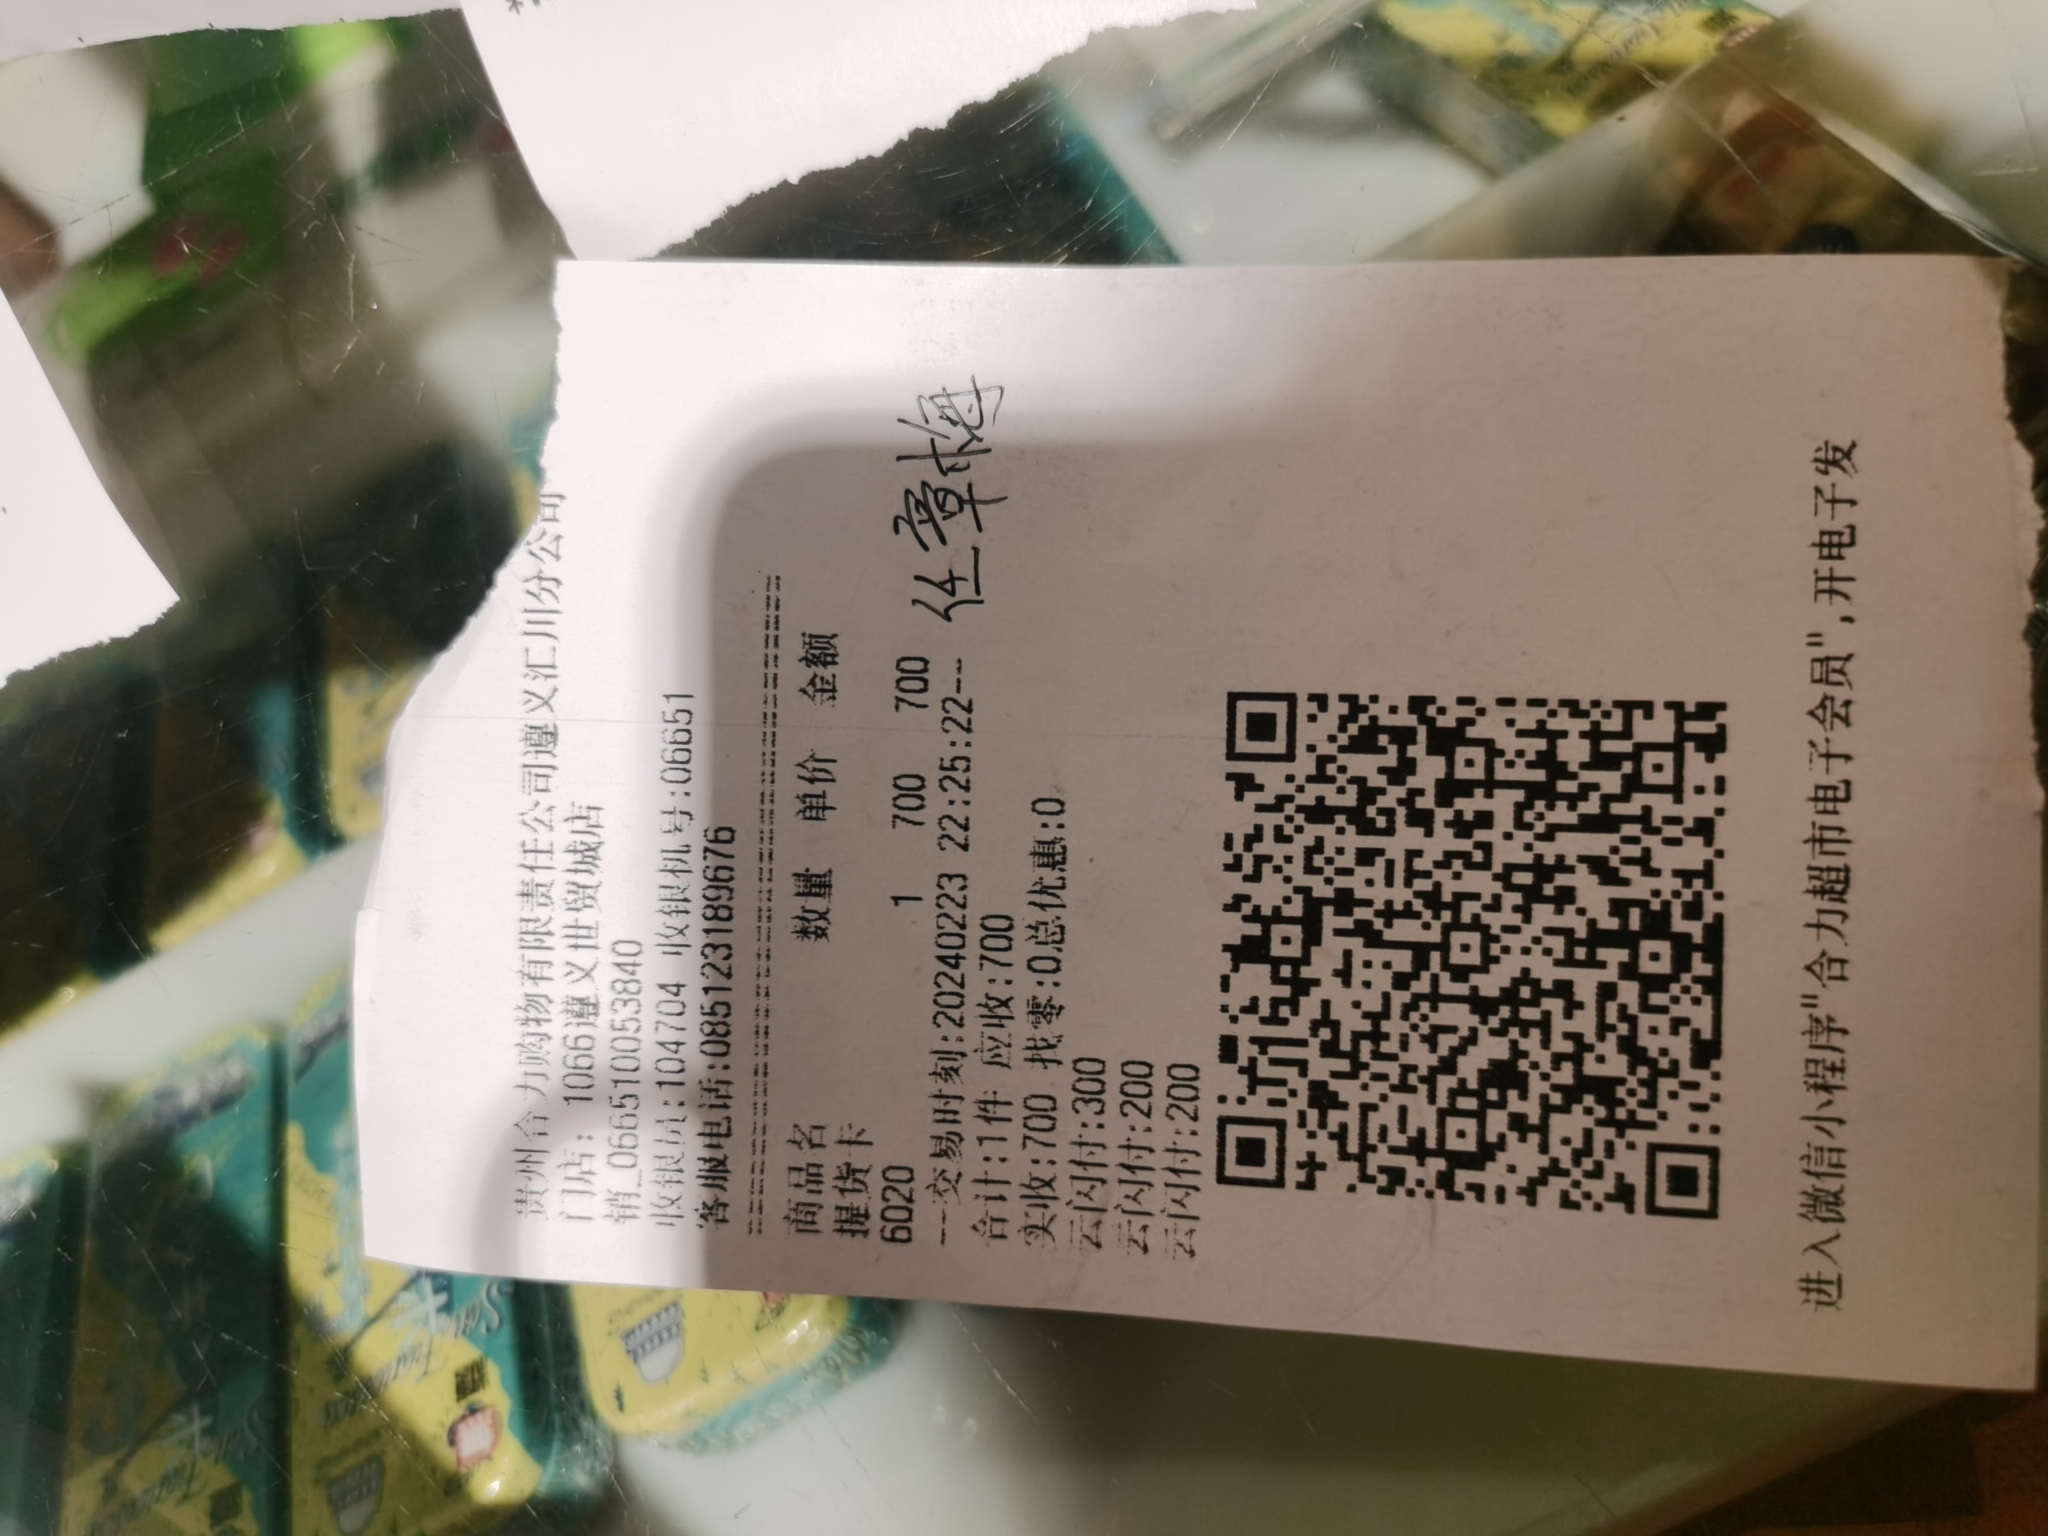 贵州合力购物有限责任公司遵义汇川分公司
门店: 1066遵义世贸城店
销_066510053840
收银员:104704 收银机号:06651
客服电话:085123189676
商品名 数量 单价 金额
提货卡
6020 1 700 700
--交易时刻:20240223 22:25:22--
任章梅
合计:1件 应收:700
实收:700 找零:0总优惠:0
云闪付:300
云闪付:200
云闪付:200
进入微信小程序"合力超市电子会员",开电子发